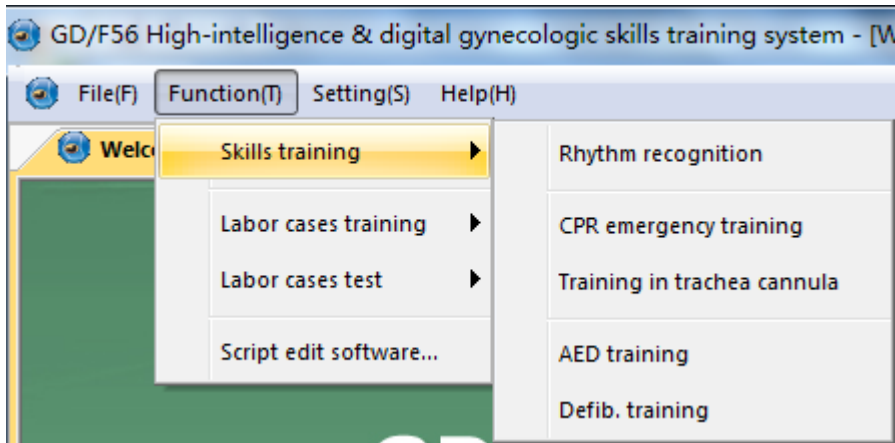 GD/F56 High-intelligence & digital gynecologic skills training system - [W
File(F) Function(T) Setting(S) Help(H)
Welc
Skills training
Labor cases training
Labor cases test
Script edit software...
Rhythm recognition
CPR emergency training
Training in trachea cannula
AED training
Defib. training